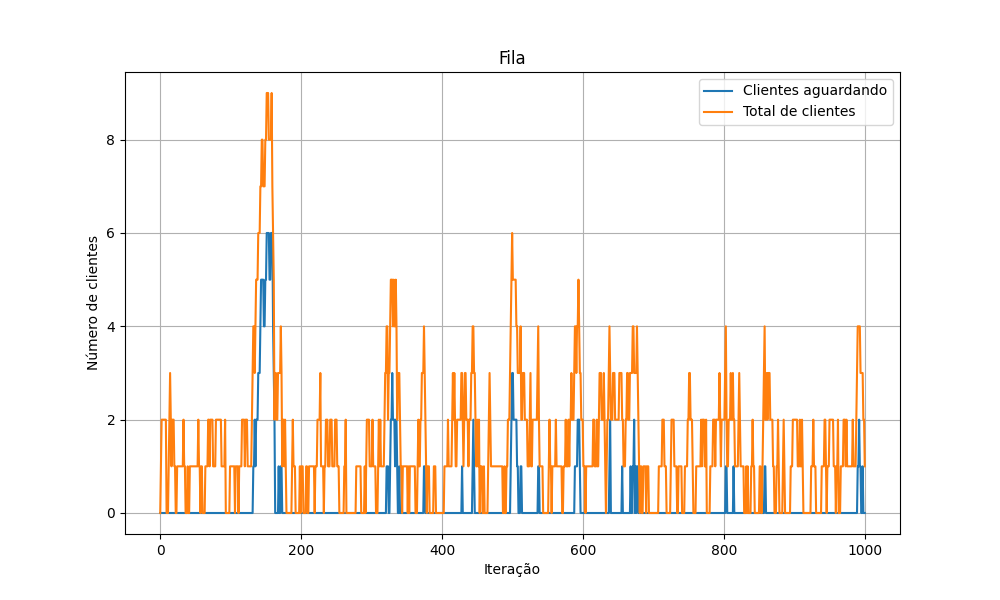 Fila
Clientes aguardando
Total de clientes
Número de clientes
8
6
4
2
0
0
200
400
600
800
1000
Iteração